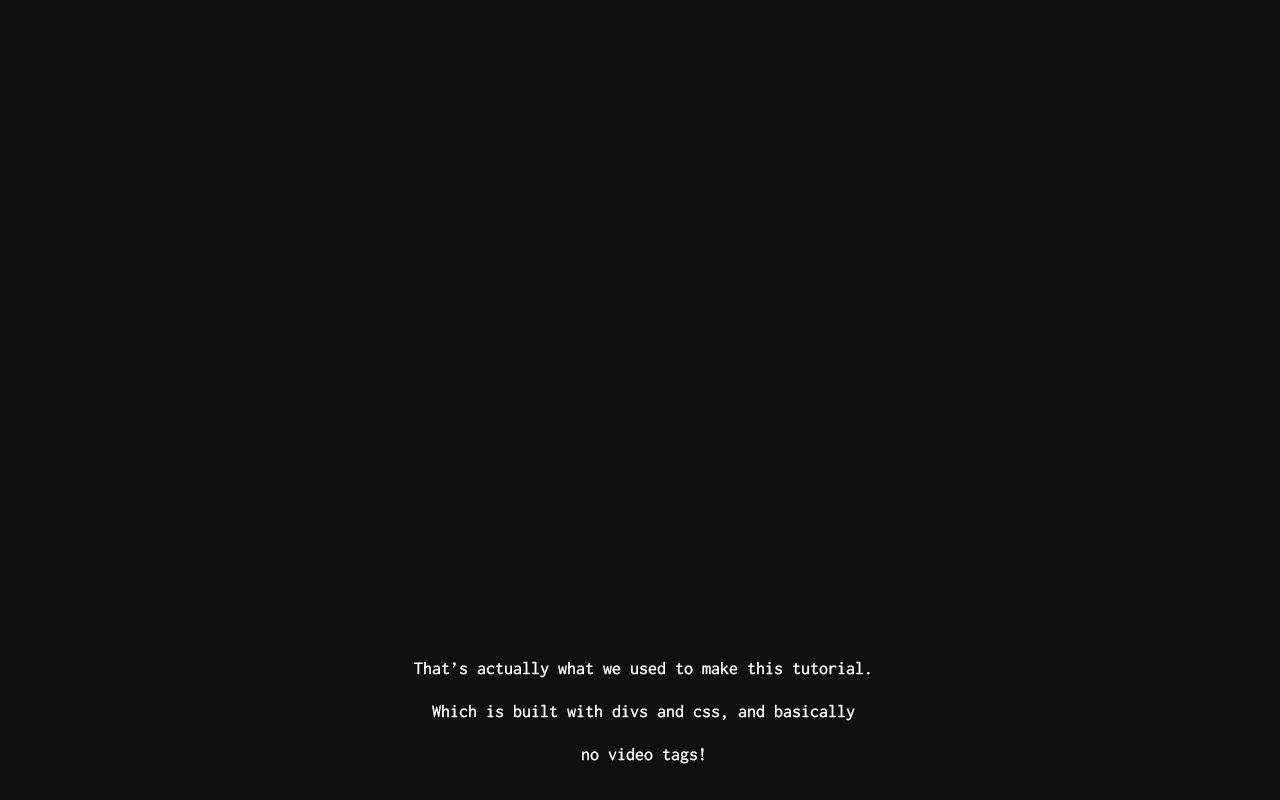 That’s actually what we used to make this tutorial.
Which is built with divs and css, and basically
no video tags!